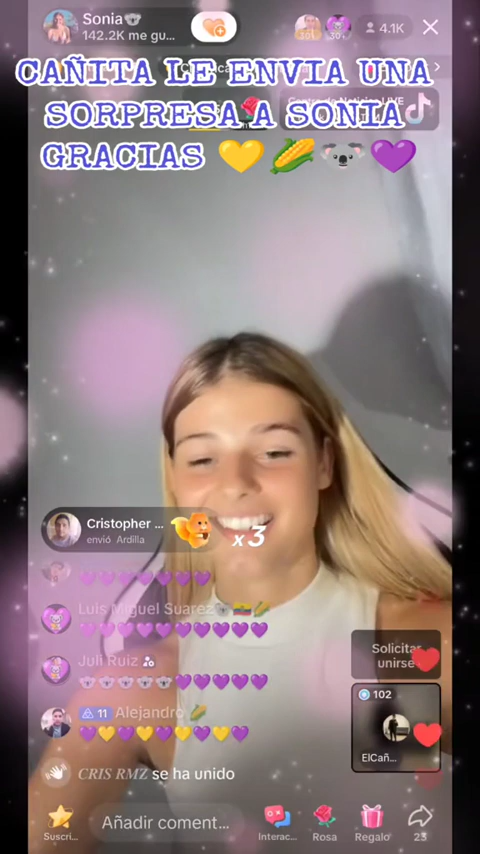 Sonia🐨
142.2K me gu...
30+
30+
4.1K
CAÑITA LE ENVIA UNA
SORPRESA A SONIA
GRACIAS 💛🌽🐨💜
Cristopher ...
envió Ardilla
x3
💜💜💜💜💜💜💜💜
Luis Miguel Suarez
💜💜💜💜💜💜💜💜💜💜
Juli Ruiz
🐨🐨🐨🐨🐨💜💜💜💜💜
11 Alejandro 🌽
💜💛💜💛💜💛💜💛💜
CRIS RMZ se ha unido
Solicitar
unirse
102
ElCañ...
Añadir coment...
Suscri...
Interac...
Rosa
Regalo
23